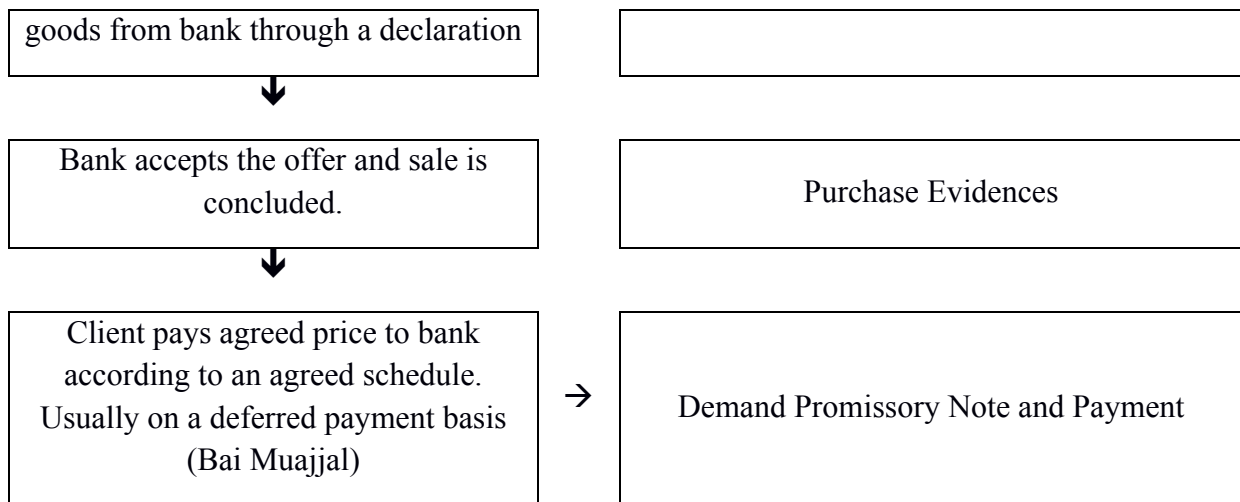 goods from bank through a declaration
Bank accepts the offer and sale is
concluded.
Purchase Evidences
Client pays agreed price to bank
according to an agreed schedule.
Usually on a deferred payment basis
(Bai Muajjal)
Demand Promissory Note and Payment